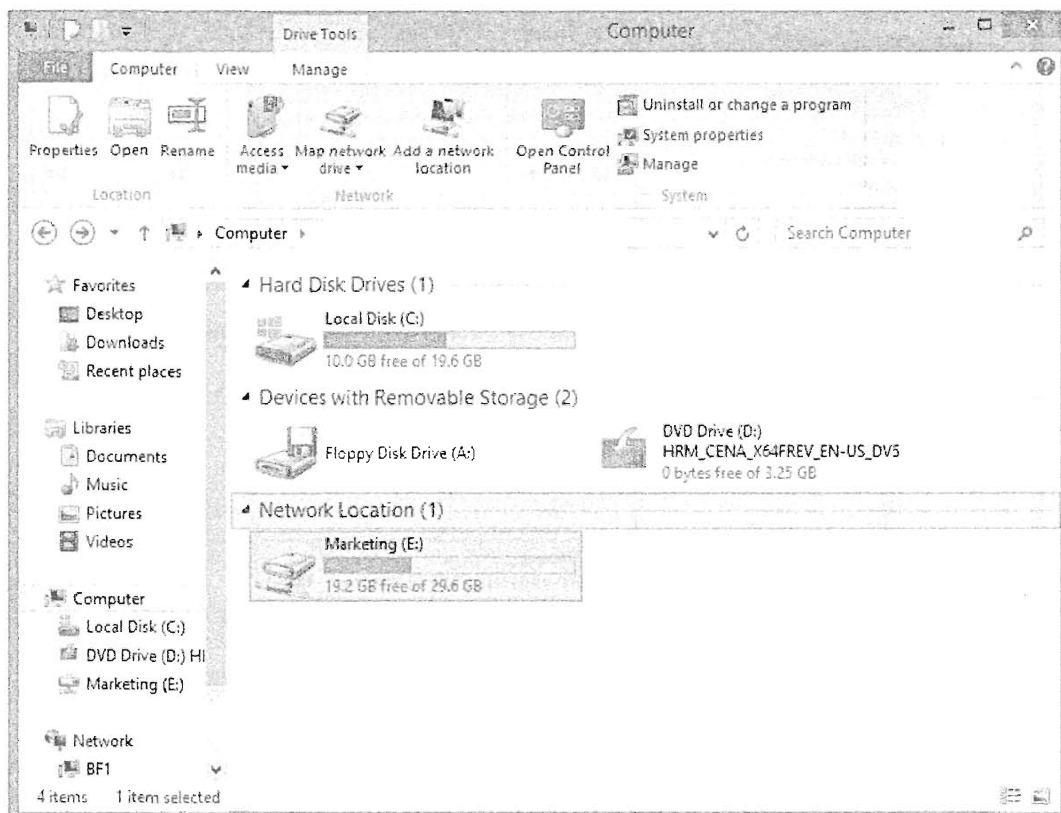 Drive Tools
Computer
File
Computer
View
Manage
Properties
Open
Rename
Access media
Map network drive
Add a network location
Open Control Panel
Uninstall or change a program
System properties
Manage
Location
Network
System
Computer
Search Computer
Favorites
Desktop
Downloads
Recent places
Libraries
Documents
Music
Pictures
Videos
Computer
Local Disk (C:)
DVD Drive (D:) HI
Marketing (E:)
Network
BF1
Hard Disk Drives (1)
Local Disk (C:)
10.0 GB free of 19.6 GB
Devices with Removable Storage (2)
Floppy Disk Drive (A:)
DVD Drive (D:)
HRM_CENA_X64FREV_EN-US_DV5
0 bytes free of 3.25 GB
Network Location (1)
Marketing (E:)
19.2 GB free of 29.6 GB
4 items
1 item selected